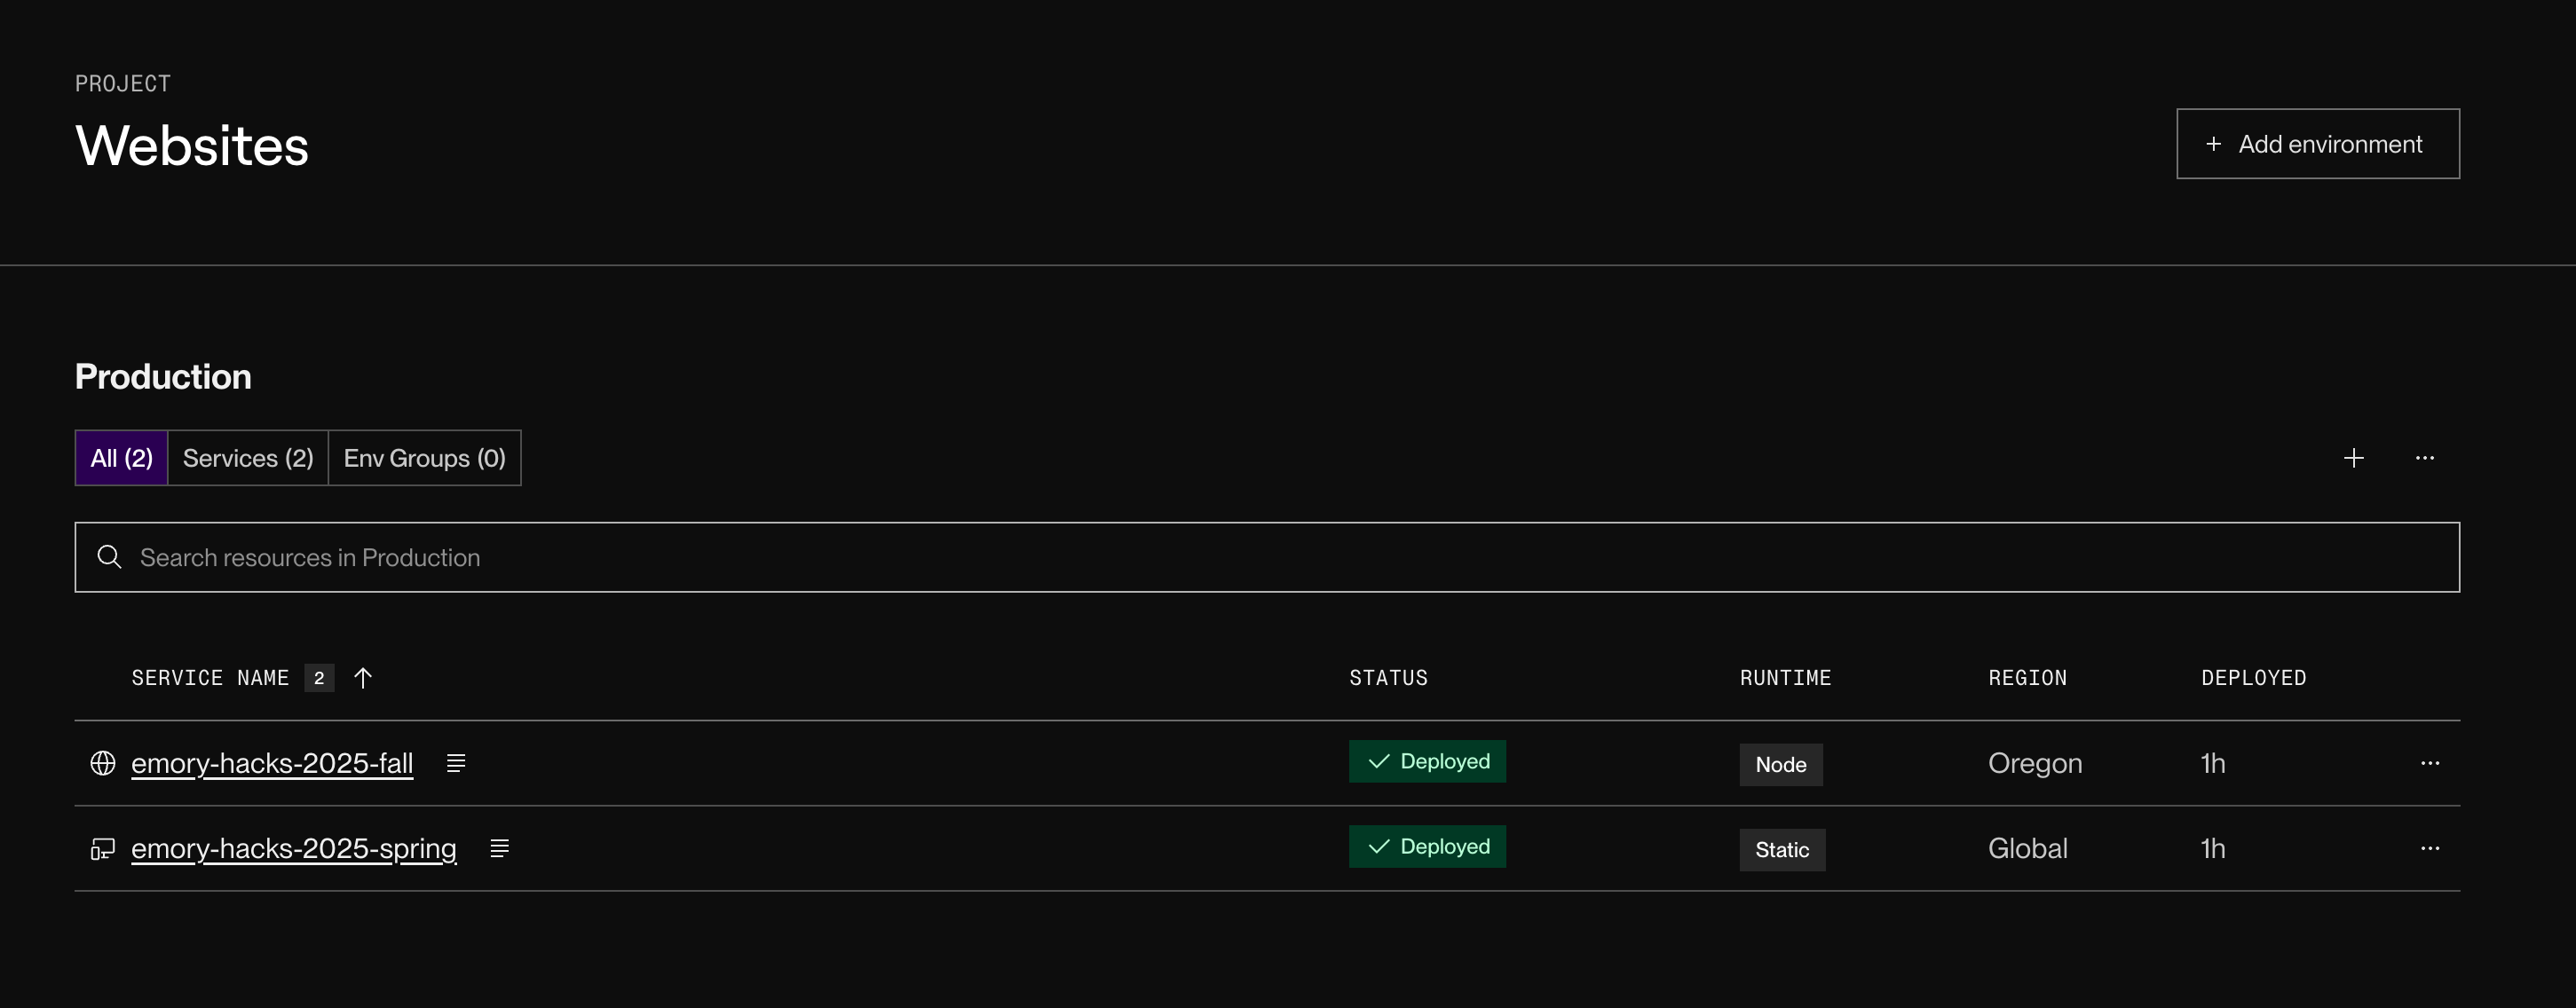 PROJECT
Websites
+ Add environment
Production
All (2) Services (2) Env Groups (0)
Search resources in Production
SERVICE NAME 2 STATUS RUNTIME REGION DEPLOYED
emory-hacks-2025-fall Deployed Node Oregon 1h
emory-hacks-2025-spring Deployed Static Global 1h